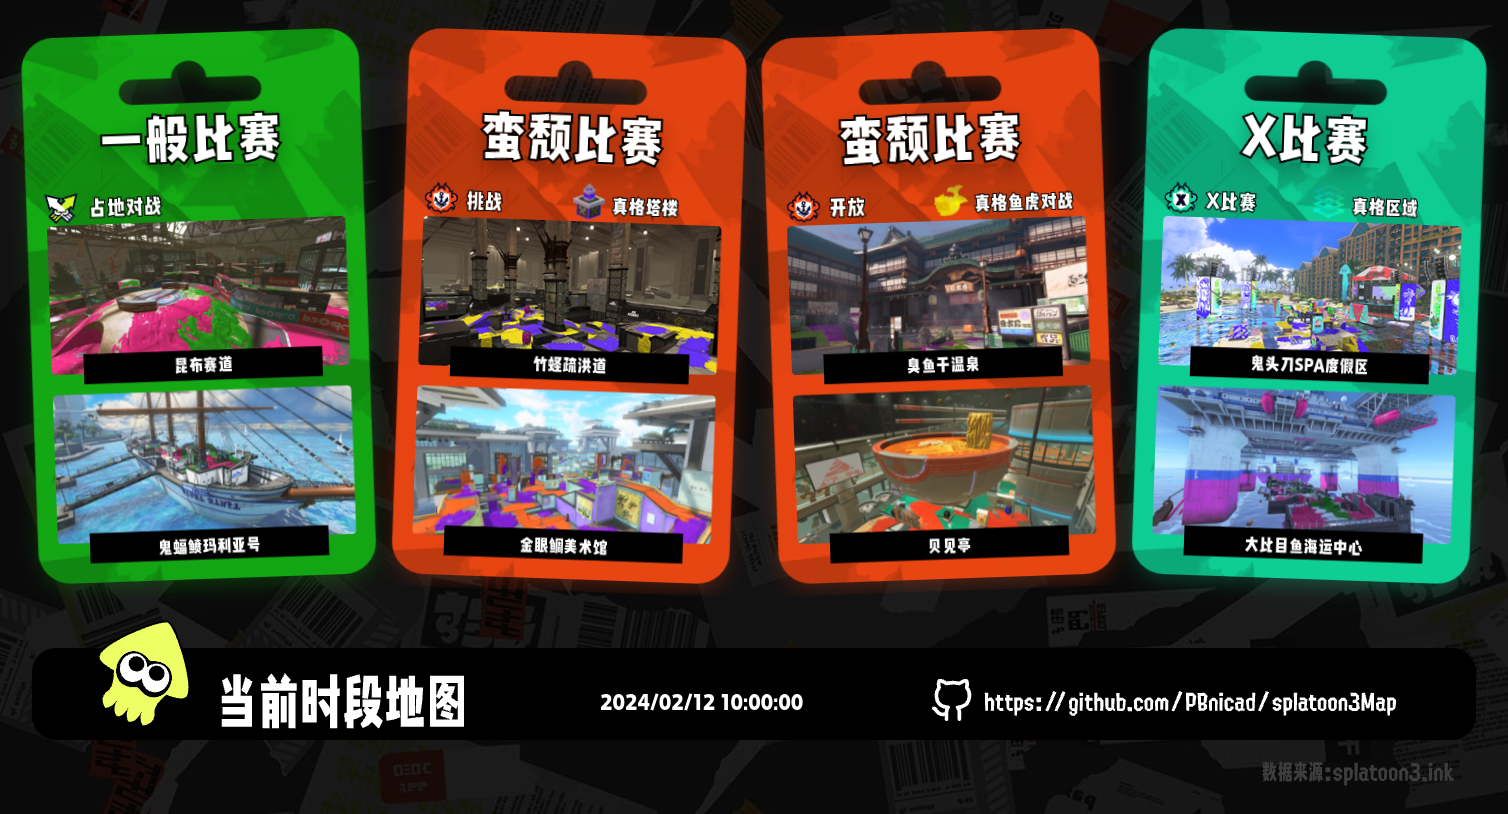 一般比赛
占地对战
昆布赛道
鬼蝠鲼玛利亚号
蛮颓比赛
挑战
真格塔楼
竹蛏疏洪道
金眼鲷美术馆
蛮颓比赛
开放
真格鱼虎对战
臭鱼干温泉
贝见亭
X比赛
X比赛
真格区域
鬼头刀SPA度假区
大比目鱼海运中心
当前时段地图
2024/02/12 10:00:00
https://github.com/PBnicad/splatoon3Map
数据来源:splatoon3.ink